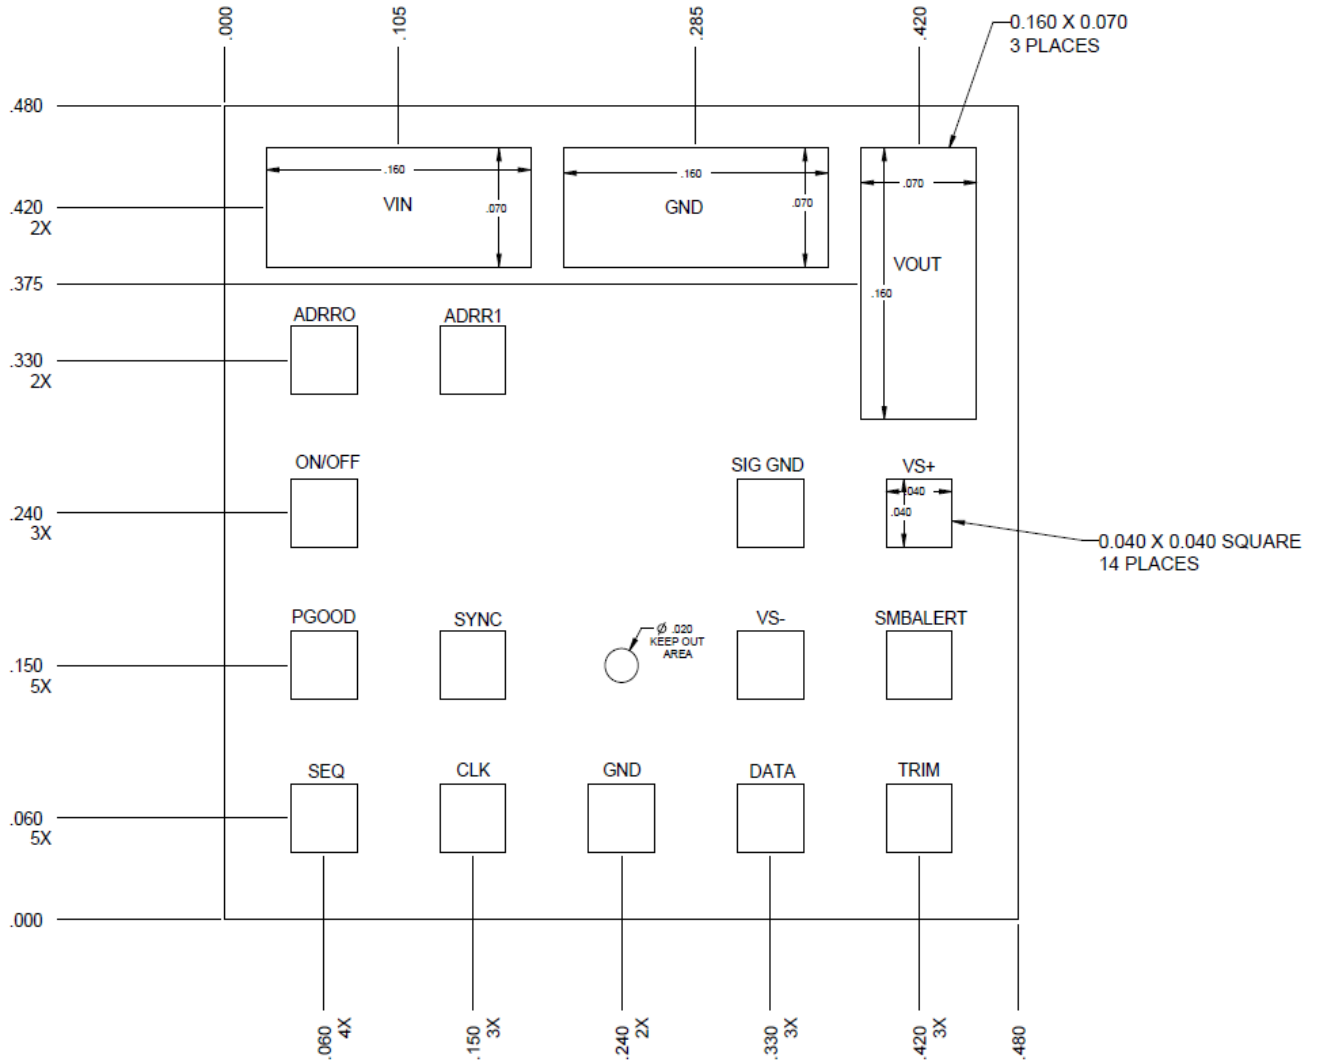 .000
.105
.285
.420
0.160 X 0.070
3 PLACES
.480
.160
.070
VIN
.160
.070
GND
.070
.160
VOUT
.420
2X
.375
ADRRO
ADRR1
.330
2X
ON/OFF
SIG GND
VS+
.040
.040
.240
3X
0.040 X 0.040 SQUARE
14 PLACES
PGOOD
SYNC
Ø .020
KEEP OUT
AREA
VS-
SMBALERT
.150
5X
SEQ
CLK
GND
DATA
TRIM
.060
5X
.000
.060
4X
.150
3X
.240
2X
.330
3X
.420
3X
.480